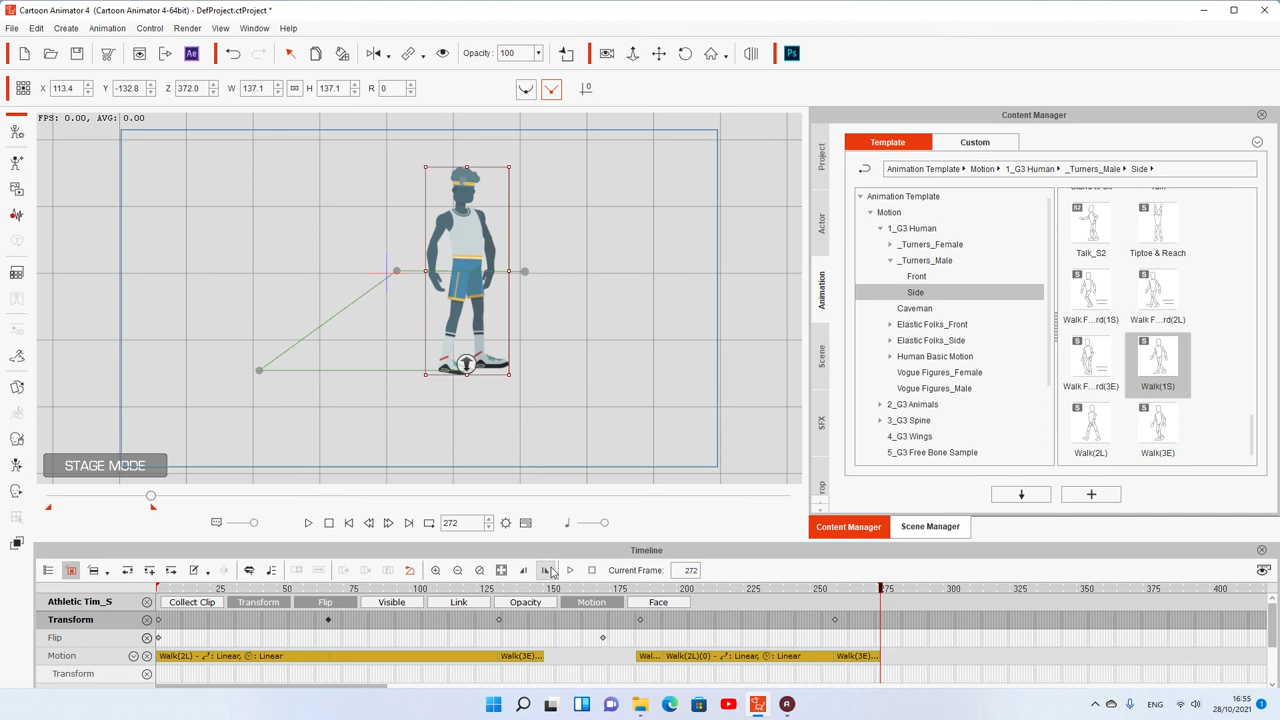 Cartoon Animator 4 (Cartoon Animator 4-64bit) - DefProject.ctProject *
File Edit Create Animation Control Render View Window Help
Ae Opacity : 100 Ps
X 113.4 Y -132.8 Z 372.0 W 137.1 H 137.1 R 0
FPS: 0.00, AVG: 0.00
STAGE MODE
272
Content Manager
Template Custom
Animation Template Motion 1_G3 Human _Turners_Male Side
Project
Actor
Animation
Scene
SFX
Animation Template
Motion
1_G3 Human
_Turners_Female
_Turners_Male
Front
Side
Caveman
Elastic Folks_Front
Elastic Folks_Side
Human Basic Motion
Vogue Figures_Female
Vogue Figures_Male
2_G3 Animals
3_G3 Spine
4_G3 Wings
5_G3 Free Bone Sample
Talk_S2 Tiptoe & Reach
Walk F...rd(1S) Walk F...rd(2L)
Walk F...rd(3E) Walk(1S)
Walk(2L) Walk(3E)
Content Manager Scene Manager
Timeline
Current Frame: 272
25 50 75 100 125 150 175 200 225 250 275 300 325 350 375 400
Athletic Tim_S Collect Clip Transform Flip Visible Link Opacity Motion Face
Transform
Flip
Motion Walk(2L) - Linear, Linear Walk(3E)... Wal... Walk(2L)(0) - Linear, Linear Walk(3E)...
Transform
ENG 16:55
28/10/2021